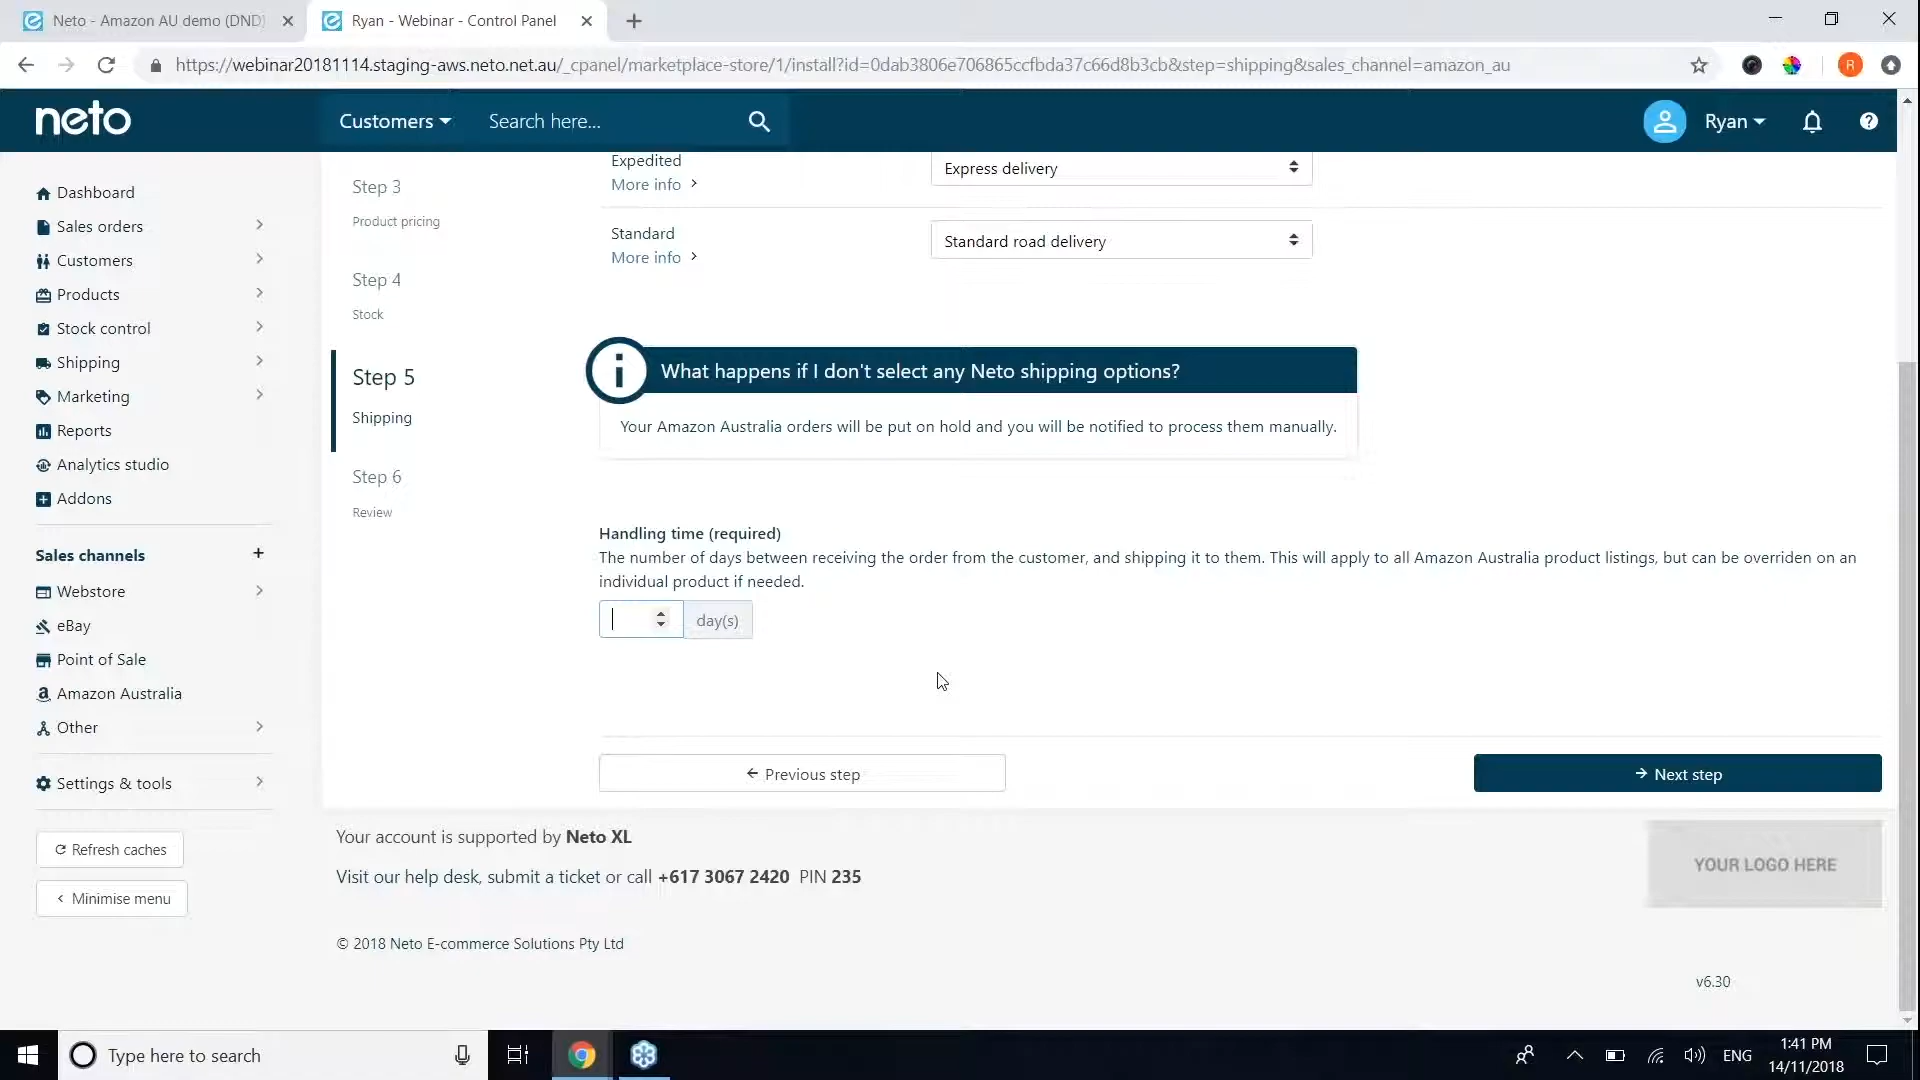 Neto - Amazon AU demo (DND)
Ryan - Webinar - Control Panel
https://webinar20181114.staging-aws.neto.net.au/_cpanel/marketplace-store/1/install?id=0dab3806e706865ccfbda37c66d8b3cb&step=shipping&sales_channel=amazon_au
R
neto
Customers
Search here...
Ryan
Dashboard
Sales orders
Customers
Products
Stock control
Shipping
Marketing
Reports
Analytics studio
Addons
Sales channels
Webstore
eBay
Point of Sale
Amazon Australia
Other
Settings & tools
Refresh caches
Minimise menu
Step 3
Product pricing
Step 4
Stock
Step 5
Shipping
Step 6
Review
Expedited
More info
Express delivery
Standard
More info
Standard road delivery
What happens if I don't select any Neto shipping options?
Your Amazon Australia orders will be put on hold and you will be notified to process them manually.
Handling time (required)
The number of days between receiving the order from the customer, and shipping it to them. This will apply to all Amazon Australia product listings, but can be overriden on an
individual product if needed.
day(s)
Previous step
Next step
Your account is supported by Neto XL
Visit our help desk, submit a ticket or call +617 3067 2420 PIN 235
YOUR LOGO HERE
© 2018 Neto E-commerce Solutions Pty Ltd
v6.30
Type here to search
ENG
1:41 PM
14/11/2018